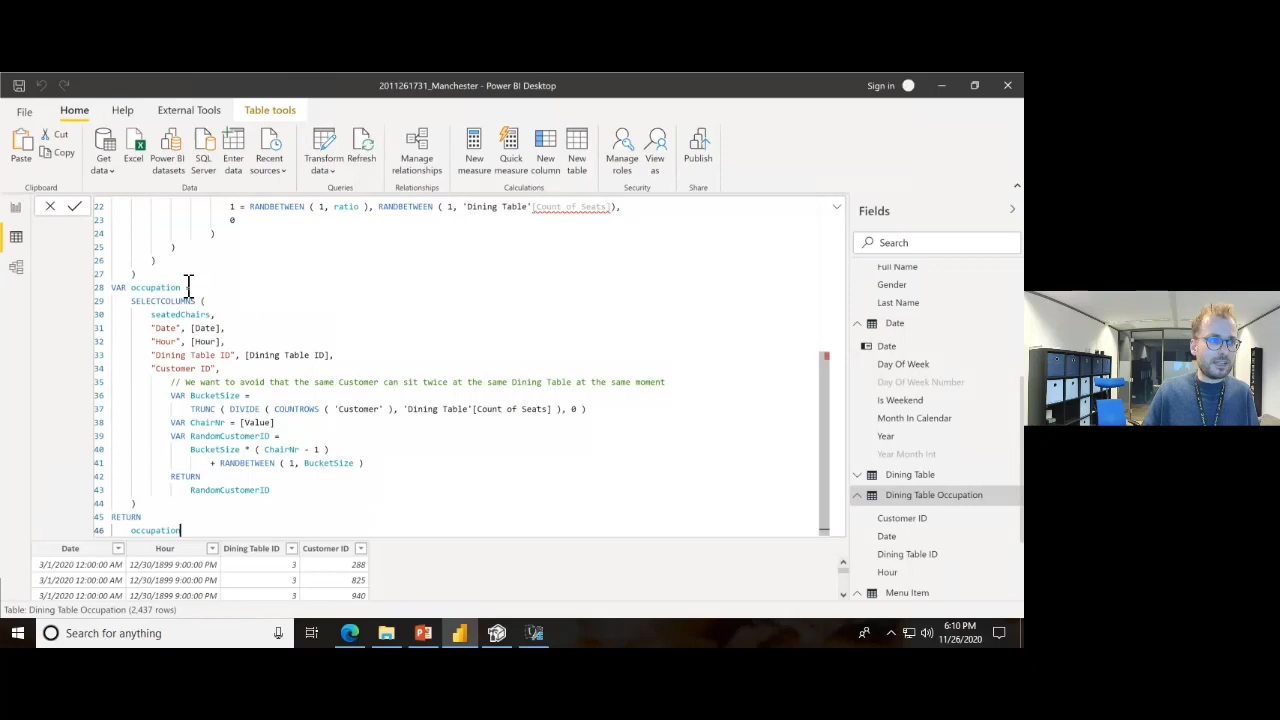 2011261731_Manchester - Power BI Desktop
Sign in
File
Home
Help
External Tools
Table tools
Paste
Cut
Copy
Clipboard
Get data
Excel
Power BI datasets
SQL Server
Enter data
Recent sources
Data
Transform data
Refresh
Queries
Manage relationships
Relationships
New measure
Quick measure
New column
New table
Calculations
Manage roles
View as
Security
Publish
Share
22 1 = RANDBETWEEN ( 1, ratio ), RANDBETWEEN ( 1, 'Dining Table'[Count of Seats]),
23 0
24 )
25 )
26 )
27 )
28 VAR occupation =
29 SELECTCOLUMNS (
30 seatedChairs,
31 "Date", [Date],
32 "Hour", [Hour],
33 "Dining Table ID", [Dining Table ID],
34 "Customer ID",
35 // We want to avoid that the same Customer can sit twice at the same Dining Table at the same moment
36 VAR BucketSize =
37 TRUNC ( DIVIDE ( COUNTROWS ( 'Customer' ), 'Dining Table'[Count of Seats] ), 0 )
38 VAR ChairNr = [Value]
39 VAR RandomCustomerID =
40 BucketSize * ( ChairNr - 1 )
41 + RANDBETWEEN ( 1, BucketSize )
42 RETURN
43 RandomCustomerID
44 )
45 RETURN
46 occupation
Date Hour Dining Table ID Customer ID
3/1/2020 12:00:00 AM 12/30/1899 9:00:00 PM 3 288
3/1/2020 12:00:00 AM 12/30/1899 9:00:00 PM 3 825
3/1/2020 12:00:00 AM 12/30/1899 9:00:00 PM 3 940
Table: Dining Table Occupation (2,437 rows)
Fields
Search
Full Name
Gender
Last Name
Date
Date
Day Of Week
Day Of Week Number
Is Weekend
Month In Calendar
Year
Year Month Int
Dining Table
Dining Table Occupation
Customer ID
Date
Dining Table ID
Hour
Menu Item
Search for anything
6:10 PM
11/26/2020